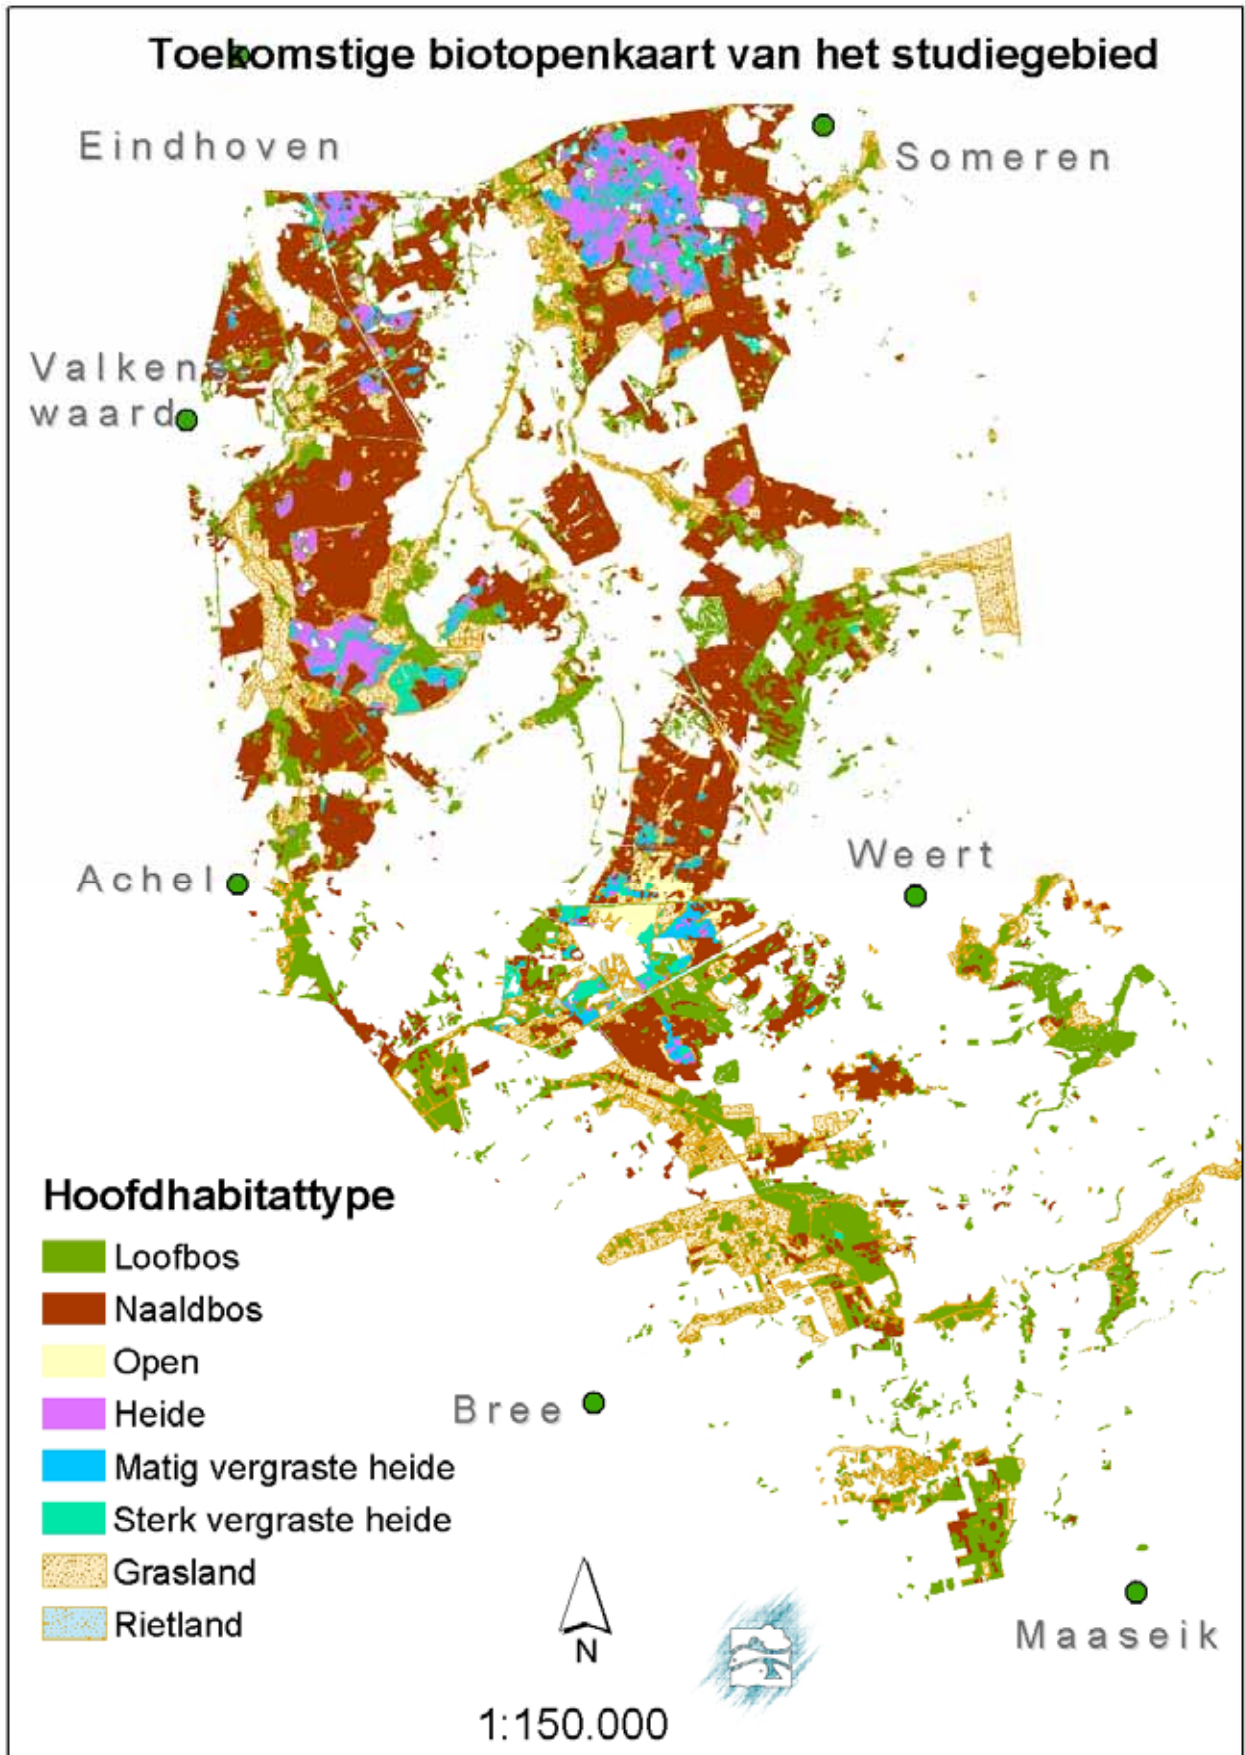 Toekomstige biotopenkaart van het studiegebied
Eindhoven
Someren
Valkens
waard
Weert
Achel
Hoofdhabitattype
Loofbos
Naaldbos
Open
Heide
Matig vergraste heide
Sterk vergraste heide
Grasland
Rietland
Bree
N
Maaseik
1:150.000